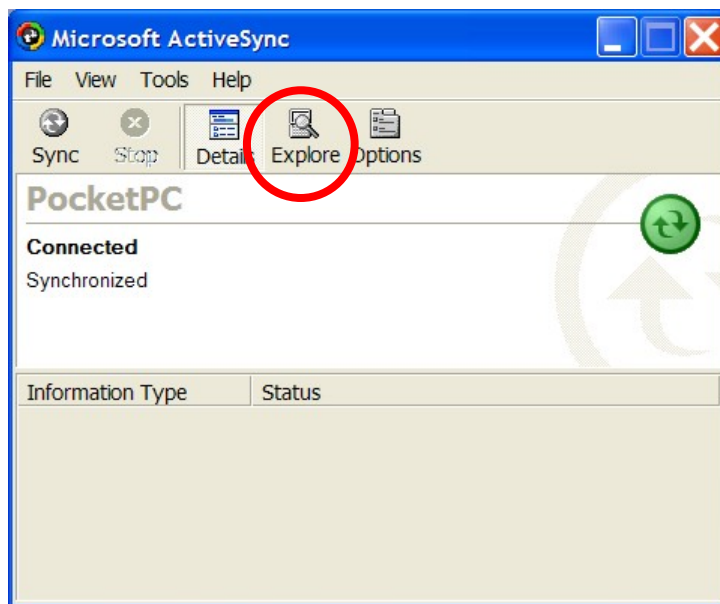 Microsoft ActiveSync
File View Tools Help
Sync Stop Details Explore Options
PocketPC
Connected
Synchronized
Information Type Status